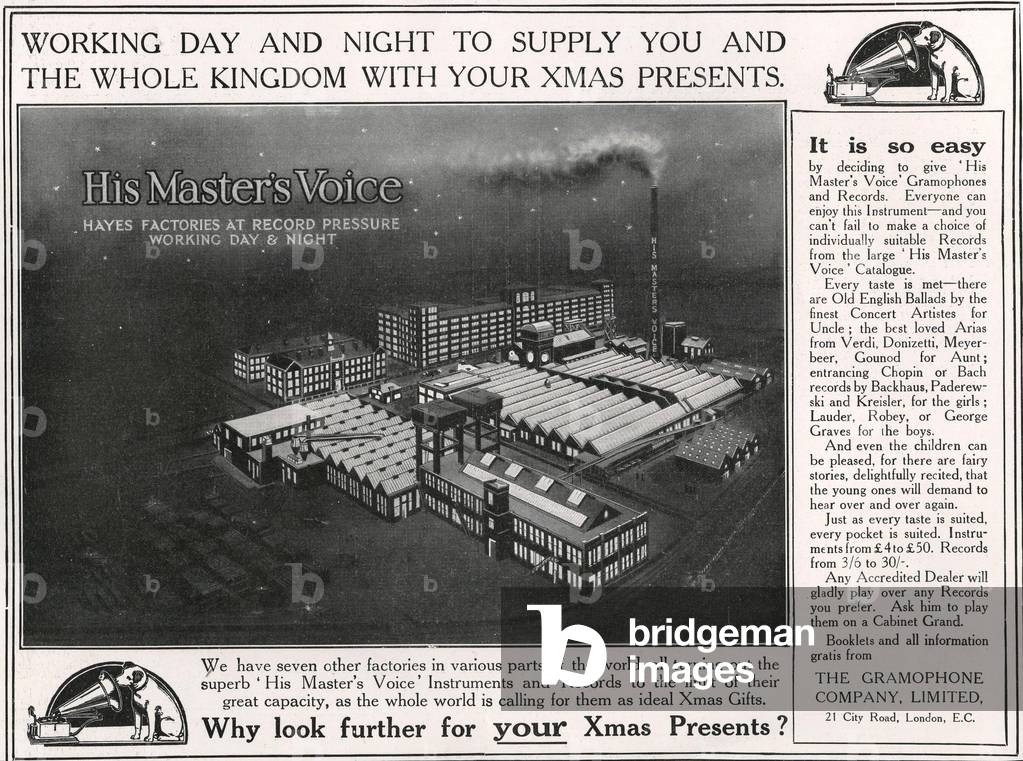 WORKING DAY AND NIGHT TO SUPPLY YOU AND
THE WHOLE KINGDOM WITH YOUR XMAS PRESENTS.
His Master's Voice
HAYES FACTORIES AT RECORD PRESSURE
WORKING DAY & NIGHT
HIS MASTERS VOICE
It is so easy
by deciding to give 'His
Master's Voice' Gramophones
and Records. Everyone can
enjoy this Instrument—and you
can't fail to make a choice of
individually suitable Records
from the large 'His Master's
Voice' Catalogue.
Every taste is met—there
are Old English Ballads by the
finest Concert Artistes for
Uncle; the best loved Arias
from Verdi, Donizetti, Meyer-
beer, Gounod for Aunt;
entrancing Chopin or Bach
records by Backhaus, Paderew-
ski and Kreisler, for the girls;
Lauder, Robey, or George
Graves for the boys.
And even the children can
be pleased, for there are fairy
stories, delightfully recited, that
the young ones will demand to
hear over and over again.
Just as every taste is suited,
every pocket is suited. Instru-
ments from £4 to £50. Records
from 3/6 to 30/-.
Any Accredited Dealer will
gladly play over any Records
you prefer. Ask him to play
them on a Cabinet Grand.
Booklets and all information
gratis from
THE GRAMOPHONE
COMPANY, LIMITED,
21 City Road, London, E.C.
We have seven other factories in various parts the
superb 'His Master's Voice' Instruments and their
great capacity, as the whole world is calling for them as ideal Xmas Gifts.
Why look further for your Xmas Presents?
b bridgeman
images